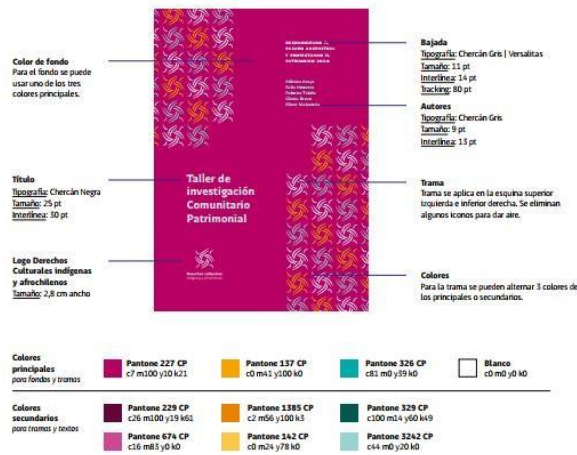 Color de fondo
Para el fondo se puede
usar uno de los tres
colores principales.
Título
Tipografía: Chercán Negra
Tamaño: 25 pt
Interlínea: 30 pt
Logo Derechos
Culturales indígenas
y afrochilenos
Tamaño: 2,8 cm ancho
Taller de
investigación
Comunitario
Patrimonial
Bajada
Tipografía: Chercán Gris | Versalitas
Tamaño: 11 pt
Interlínea: 14 pt
Tracking: 80 pt
Autores
Tipografía: Chercán Gris
Tamaño: 9 pt
Interlínea: 13 pt
Trama
Trama se aplica en la esquina superior
izquierda e inferior derecha. Se eliminan
algunos iconos para dar aire.
Colores
Para la trama se pueden alternar 3 colores de
los principales o secundarios.
Colores
principales
para fondos y tramas
Pantone 227 CP
c7 m100 y10 k21
Pantone 137 CP
c0 m41 y100 k0
Pantone 326 CP
c81 m0 y39 k0
Blanco
c0 m0 y0 k0
Colores
secundarios
para tramas y textos
Pantone 229 CP
c26 m100 y19 k61
Pantone 1385 CP
c2 m56 y100 k3
Pantone 329 CP
c100 m14 y60 k49
Pantone 674 CP
c16 m83 y0 k0
Pantone 142 CP
c0 m24 y78 k0
Pantone 3242 CP
c44 m0 y20 k0